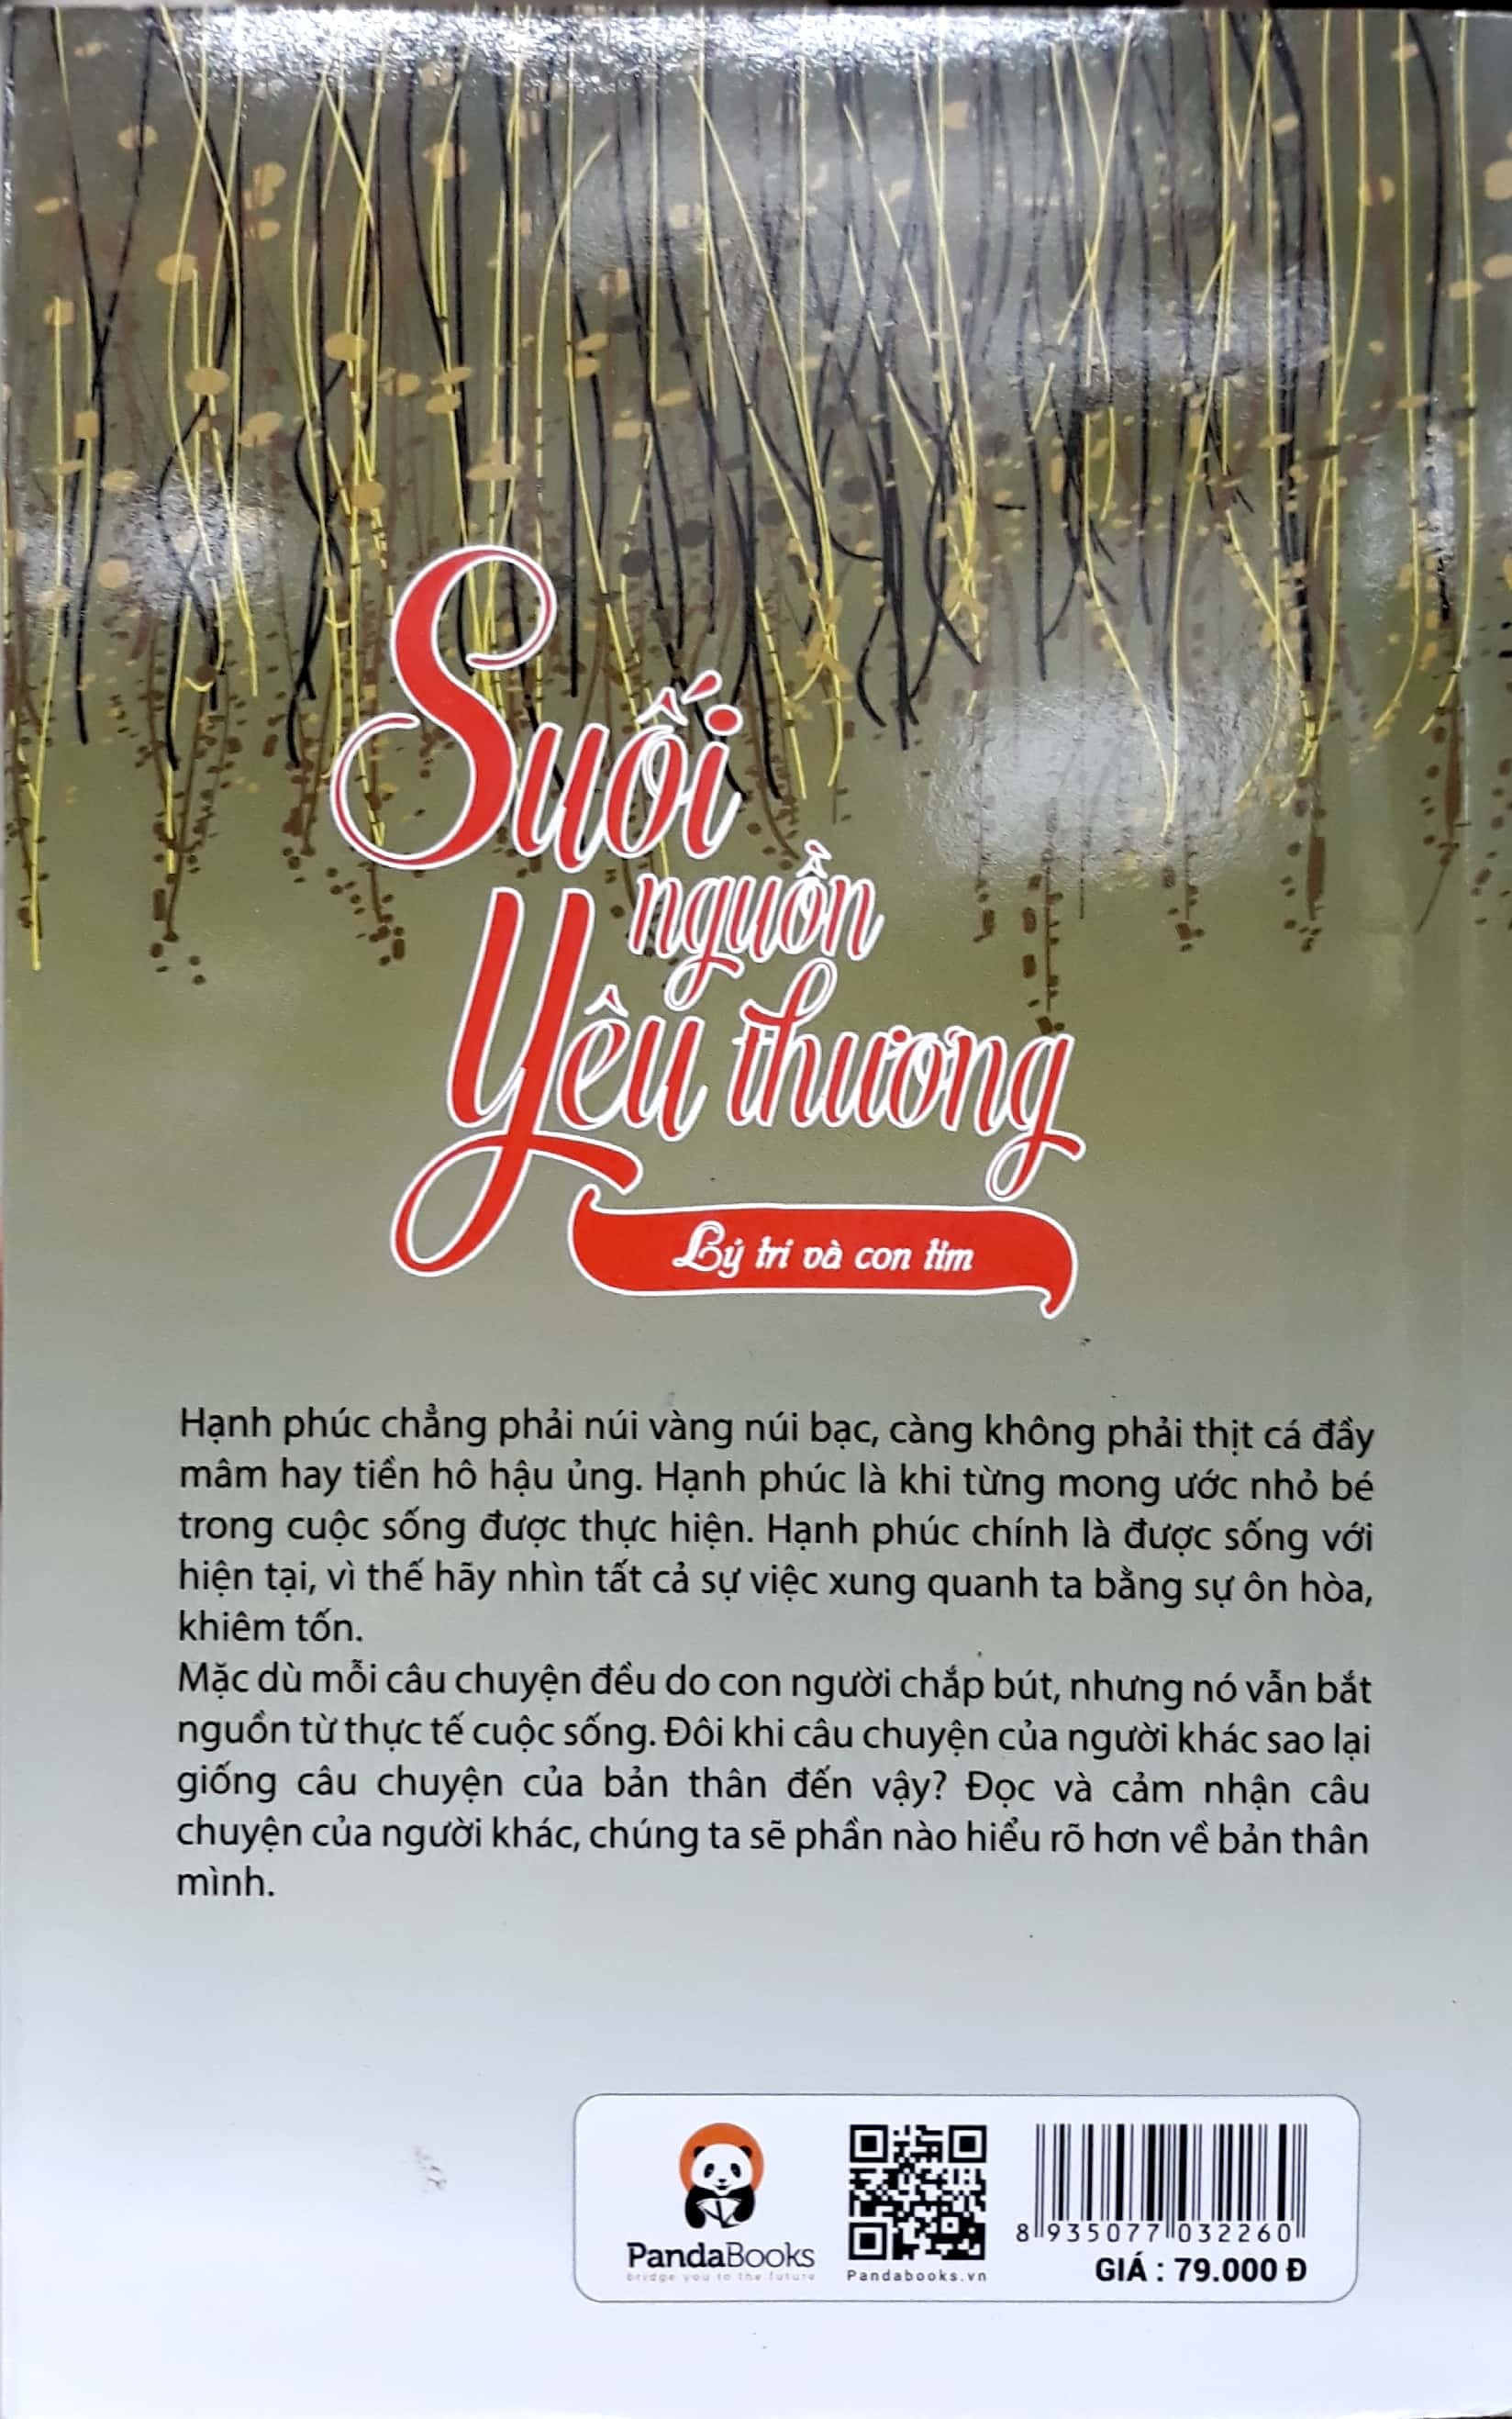 Suối
nguồn
Yêu thương
Lý trí và con tim
Hạnh phúc chẳng phải núi vàng núi bạc, càng không phải thịt cá đầy
mâm hay tiền hô hậu ủng. Hạnh phúc là khi từng mong ước nhỏ bé
trong cuộc sống được thực hiện. Hạnh phúc chính là được sống với
hiện tại, vì thế hãy nhìn tất cả sự việc xung quanh ta bằng sự ôn hòa,
khiêm tốn.
Mặc dù mỗi câu chuyện đều do con người chắp bút, nhưng nó vẫn bắt
nguồn từ thực tế cuộc sống. Đôi khi câu chuyện của người khác sao lại
giống câu chuyện của bản thân đến vậy? Đọc và cảm nhận câu
chuyện của người khác, chúng ta sẽ phần nào hiểu rõ hơn về bản thân
mình.
PandaBooks
bridge you to the future
Pandabooks.vn
8 935077 032260
GIÁ : 79.000 Đ